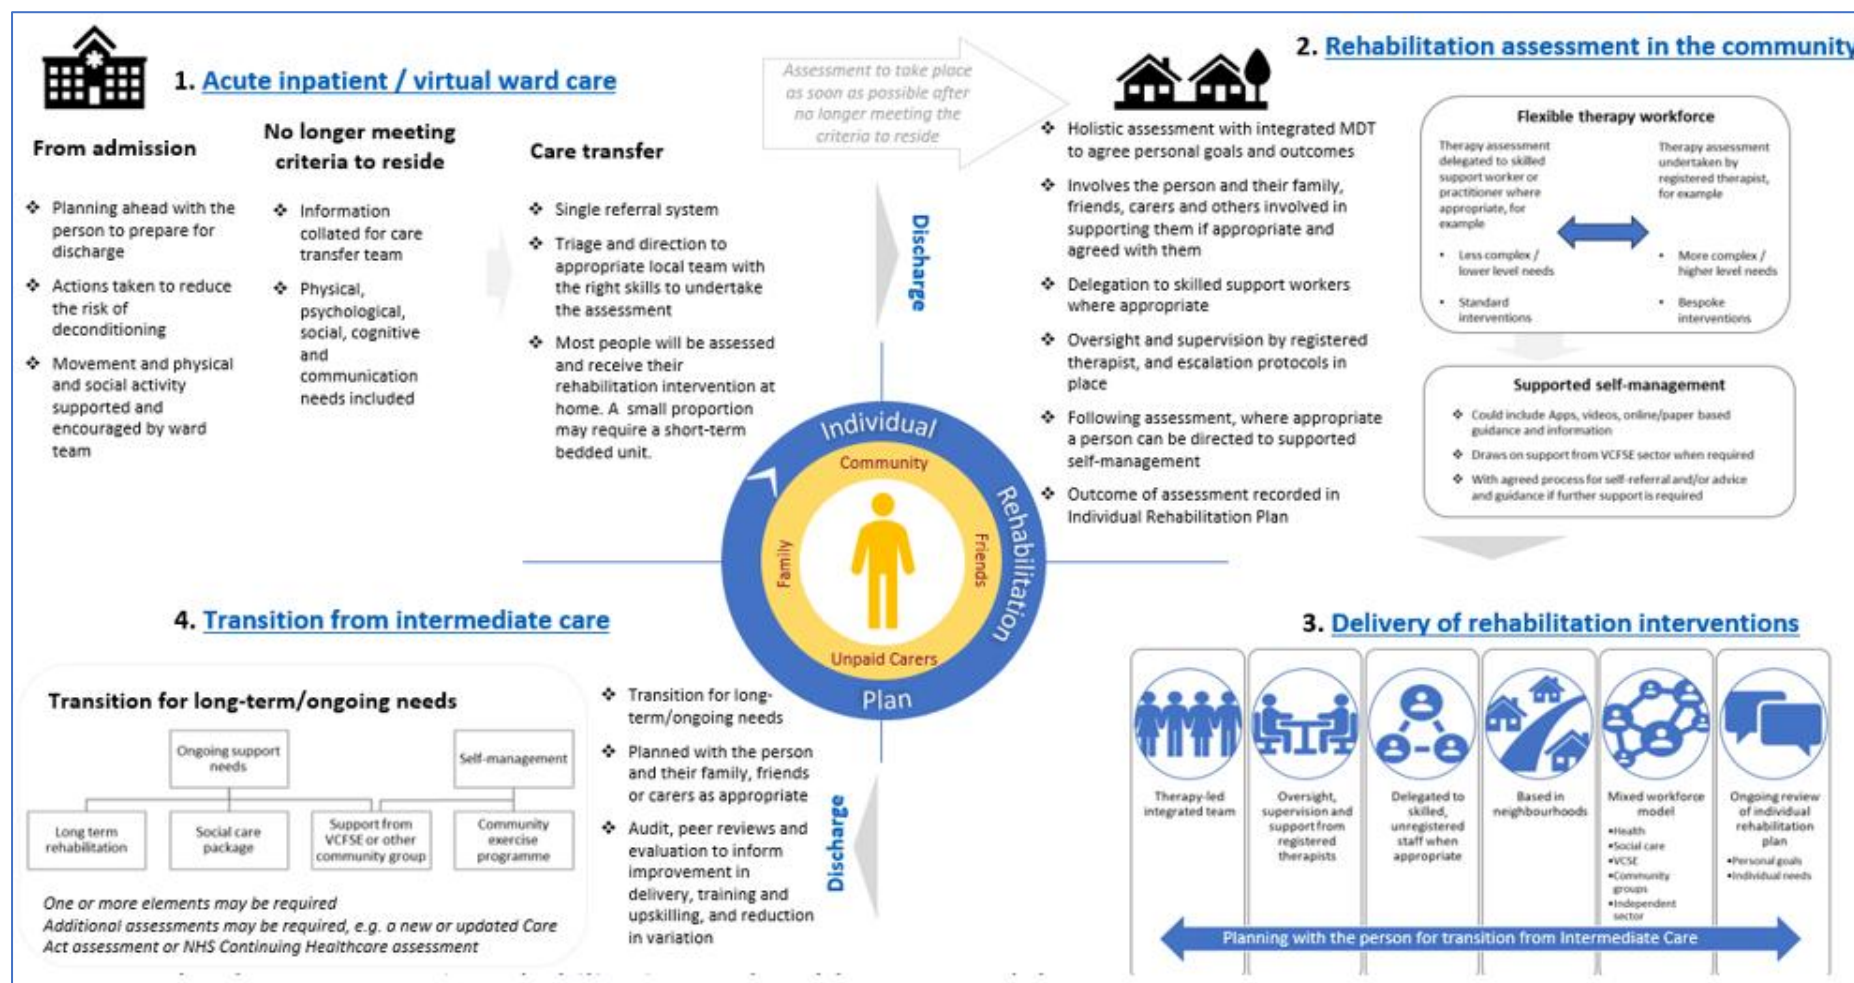 1. Acute inpatient / virtual ward care
From admission
❖ Planning ahead with the
person to prepare for
discharge
❖ Actions taken to reduce
the risk of
deconditioning
❖ Movement and physical
and social activity
supported and
encouraged by ward
team
No longer meeting
criteria to reside
❖ Information
collated for care
transfer team
❖ Physical,
psychological,
social, cognitive
and
communication
needs included
Care transfer
❖ Single referral system
❖ Triage and direction to
appropriate local team with
the right skills to undertake
the assessment
❖ Most people will be assessed
and receive their
rehabilitation intervention at
home. A small proportion
may require a short-term
bedded unit.
Assessment to take place
as soon as possible after
no longer meeting the
criteria to reside
Discharge
2. Rehabilitation assessment in the community
❖ Holistic assessment with integrated MDT
to agree personal goals and outcomes
❖ Involves the person and their family,
friends, carers and others involved in
supporting them if appropriate and
agreed with them
❖ Delegation to skilled support workers
where appropriate
❖ Oversight and supervision by registered
therapist, and escalation protocols in
place
❖ Following assessment, where appropriate
a person can be directed to supported
self-management
❖ Outcome of assessment recorded in
Individual Rehabilitation Plan
Flexible therapy workforce
Therapy assessment
delegated to skilled
support worker or
practitioner where
appropriate, for
example
• Less complex /
lower level needs
• Standard
interventions
Therapy assessment
undertaken by
registered therapist,
for example
• More complex /
higher level needs
• Bespoke
interventions
Supported self-management
❖ Could include Apps, videos, online/paper based
guidance and information
❖ Draws on support from VCFSE sector when required
❖ With agreed process for self-referral and/or advice
and guidance if further support is required
Individual
Rehabilitation
Plan
Community
Family
Friends
Unpaid Carers
3. Delivery of rehabilitation interventions
Therapy-led
integrated team
Oversight,
supervision and
support from
registered
therapists
Delegated to
skilled,
unregistered
staff when
appropriate
Based in
neighbourhoods
Mixed workforce
model
•Health
•Social care
•VCSE
•Community
groups
•Independent
sector
Ongoing review
of individual
rehabilitation
plan
•Personal goals
•Individual needs
Planning with the person for transition from Intermediate Care
4. Transition from intermediate care
Transition for long-term/ongoing needs
Ongoing support
needs
Self-management
Long term
rehabilitation
Social care
package
Support from
VCFSE or other
community group
Community
exercise
programme
One or more elements may be required
Additional assessments may be required, e.g. a new or updated Care
Act assessment or NHS Continuing Healthcare assessment
❖ Transition for long-
term/ongoing needs
❖ Planned with the person
and their family, friends
or carers as appropriate
❖ Audit, peer reviews and
evaluation to inform
improvement in
delivery, training and
upskilling, and reduction
in variation
Discharge